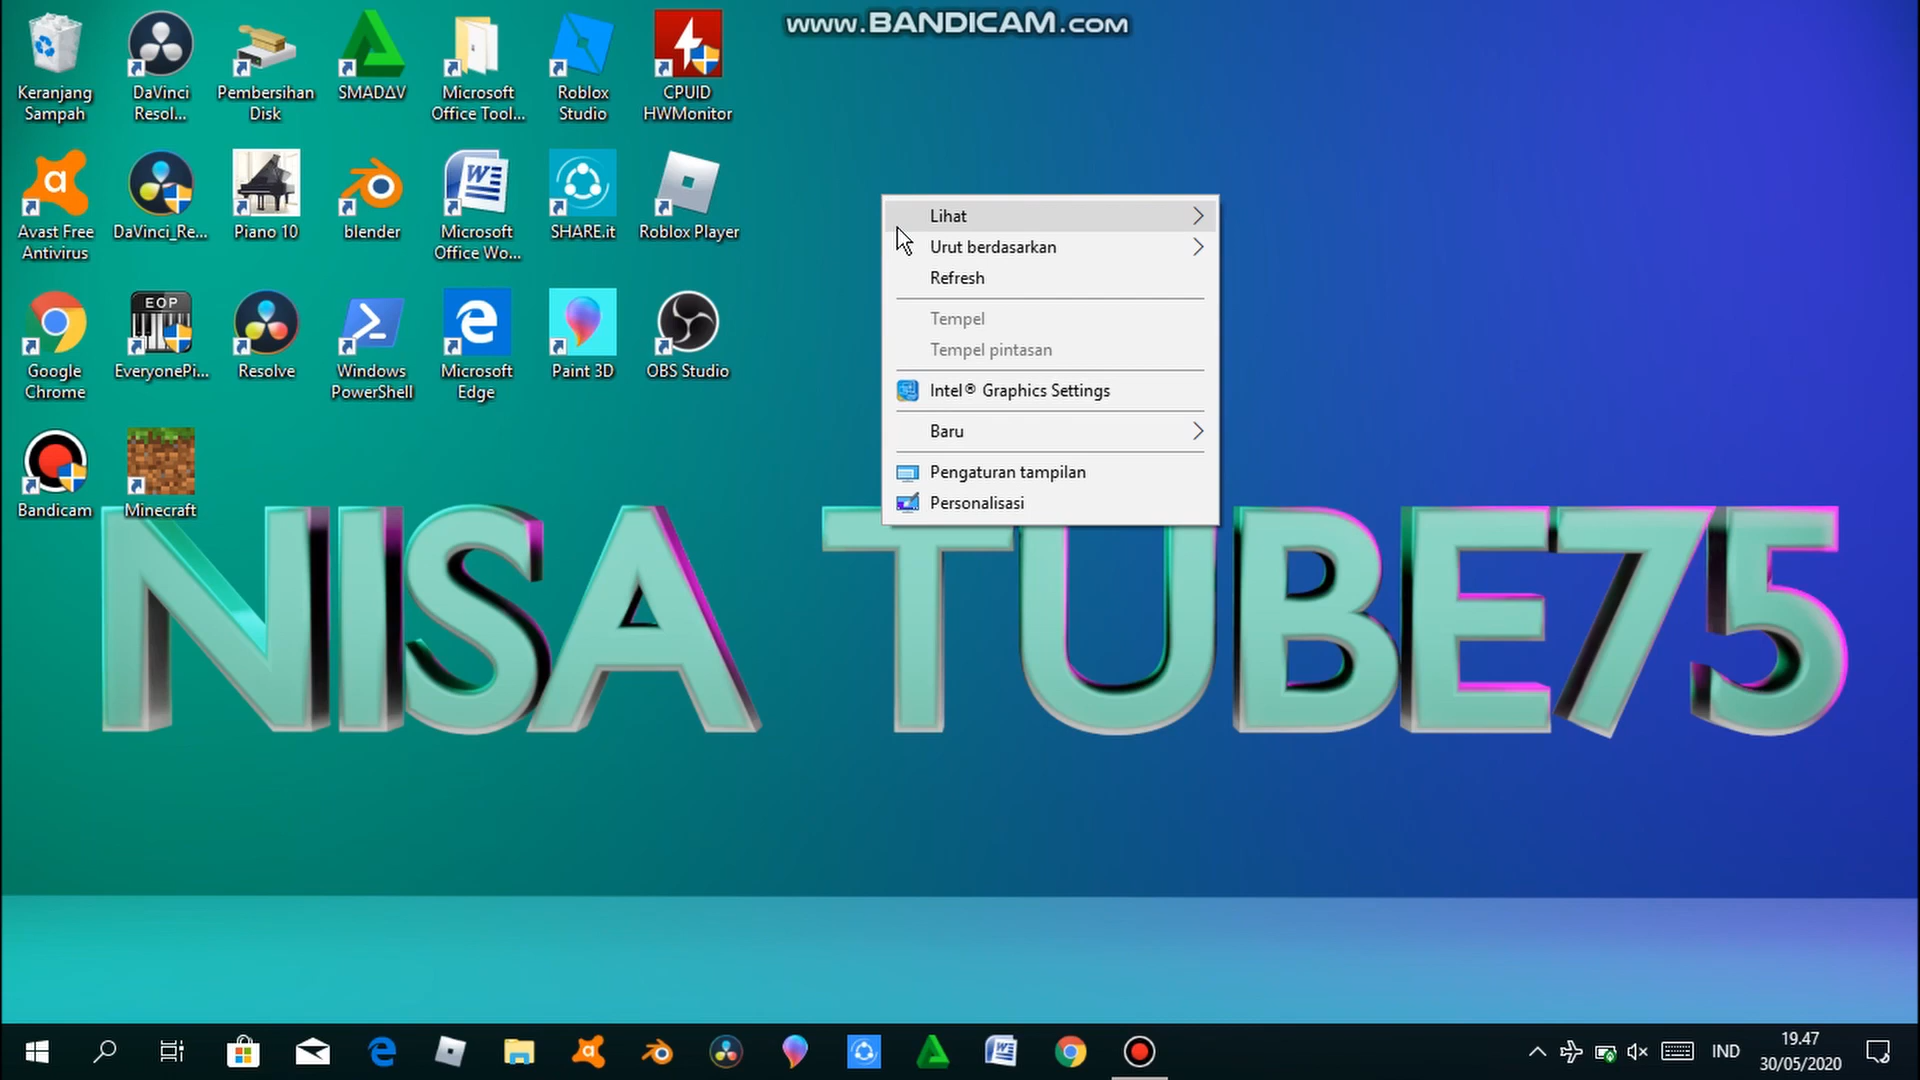 www.BANDICAM.com
Keranjang
Sampah
DaVinci
Resol...
Pembersihan
Disk
SMADΔV
Microsoft
Office Tool...
Roblox
Studio
CPUID
HWMonitor
Avast Free
Antivirus
DaVinci_Re...
Piano 10
blender
Microsoft
Office Wo...
SHARE.it
Roblox Player
EOP
Google
Chrome
EveryonePi...
Resolve
Windows
PowerShell
Microsoft
Edge
Paint 3D
OBS Studio
Bandicam
Minecraft
Lihat
Urut berdasarkan
Refresh
Tempel
Tempel pintasan
Intel® Graphics Settings
Baru
Pengaturan tampilan
Personalisasi
NISA TUBE75
IND
19.47
30/05/2020